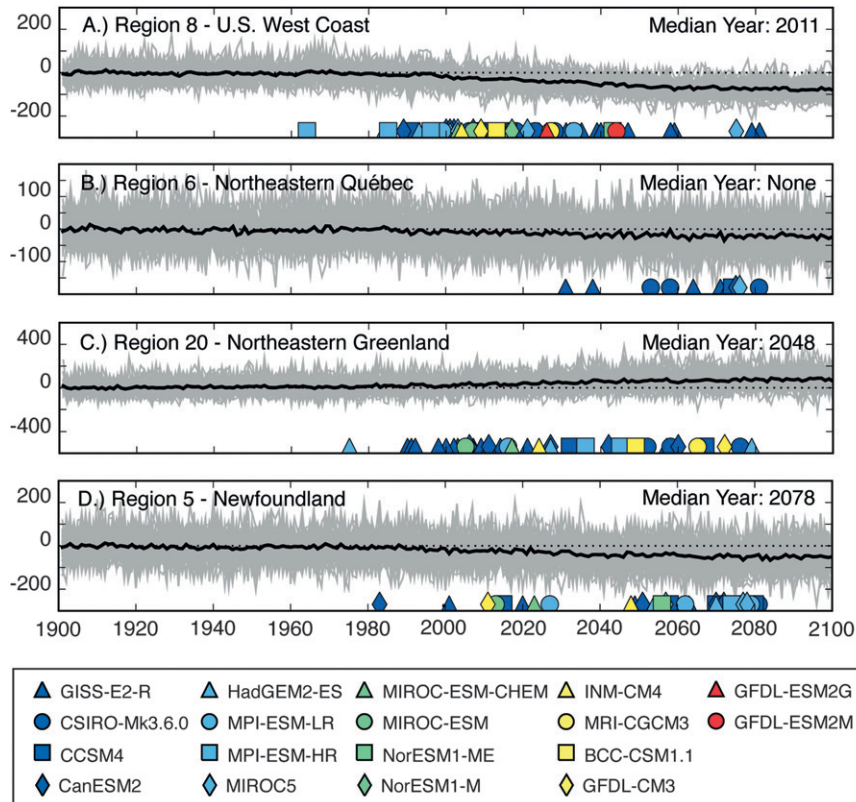 200
A.) Region 8 - U.S. West Coast Median Year: 2011
0
-200
B.) Region 6 - Northeastern Québec Median Year: None
100
0
-100
400
C.) Region 20 - Northeastern Greenland Median Year: 2048
0
-400
D.) Region 5 - Newfoundland Median Year: 2078
200
0
-200
1900 1920 1940 1960 1980 2000 2020 2040 2060 2080 2100
GISS-E2-R HadGEM2-ES MIROC-ESM-CHEM INM-CM4 GFDL-ESM2G
CSIRO-Mk3.6.0 MPI-ESM-LR MIROC-ESM MRI-CGCM3 GFDL-ESM2M
CCSM4 MPI-ESM-HR NorESM1-ME BCC-CSM1.1
CanESM2 MIROC5 NorESM1-M GFDL-CM3